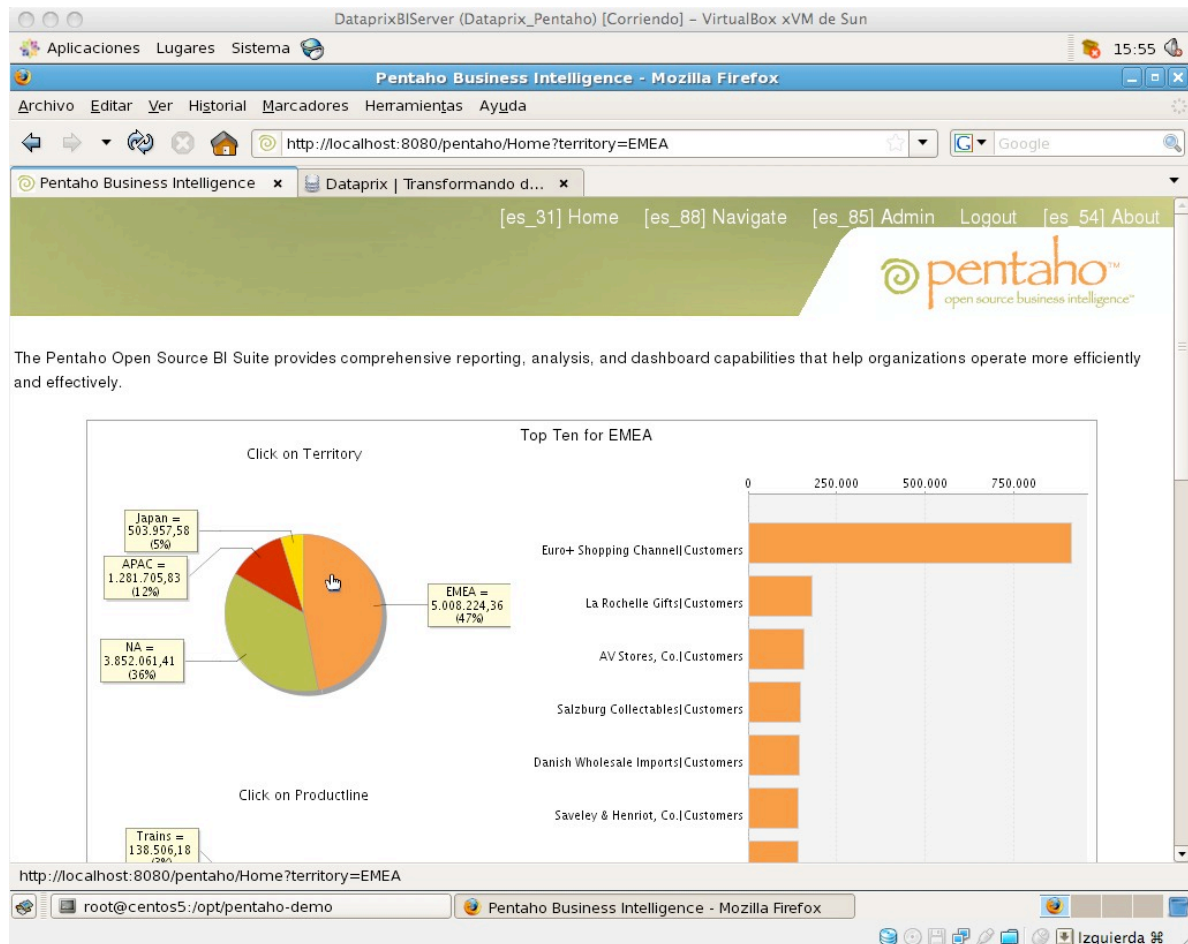 DataprixBIServer (Dataprix_Pentaho) [Corriendo] – VirtualBox xVM de Sun
Aplicaciones Lugares Sistema 15:55
Pentaho Business Intelligence - Mozilla Firefox
Archivo Editar Ver Historial Marcadores Herramientas Ayuda
http://localhost:8080/pentaho/Home?territory=EMEA
G Google
Pentaho Business Intelligence
Dataprix | Transformando d...
[es_31] Home [es_88] Navigate [es_85] Admin Logout [es_54] About
pentaho™
open source business intelligence™
The Pentaho Open Source BI Suite provides comprehensive reporting, analysis, and dashboard capabilities that help organizations operate more efficiently
and effectively.
Top Ten for EMEA
Click on Territory
Japan =
503.957,58
(5%)
APAC =
1.281.705,83
(12%)
NA =
3.852.061,41
(36%)
EMEA =
5.008.224,36
(47%)
0 250.000 500.000 750.000
Euro+ Shopping Channel|Customers
La Rochelle Gifts|Customers
AV Stores, Co.|Customers
Salzburg Collectables|Customers
Danish Wholesale Imports|Customers
Saveley & Henriot, Co.|Customers
Click on Productline
Trains =
138.506,18
(3%)
http://localhost:8080/pentaho/Home?territory=EMEA
root@centos5:/opt/pentaho-demo
Pentaho Business Intelligence - Mozilla Firefox
Izquierda ⌘